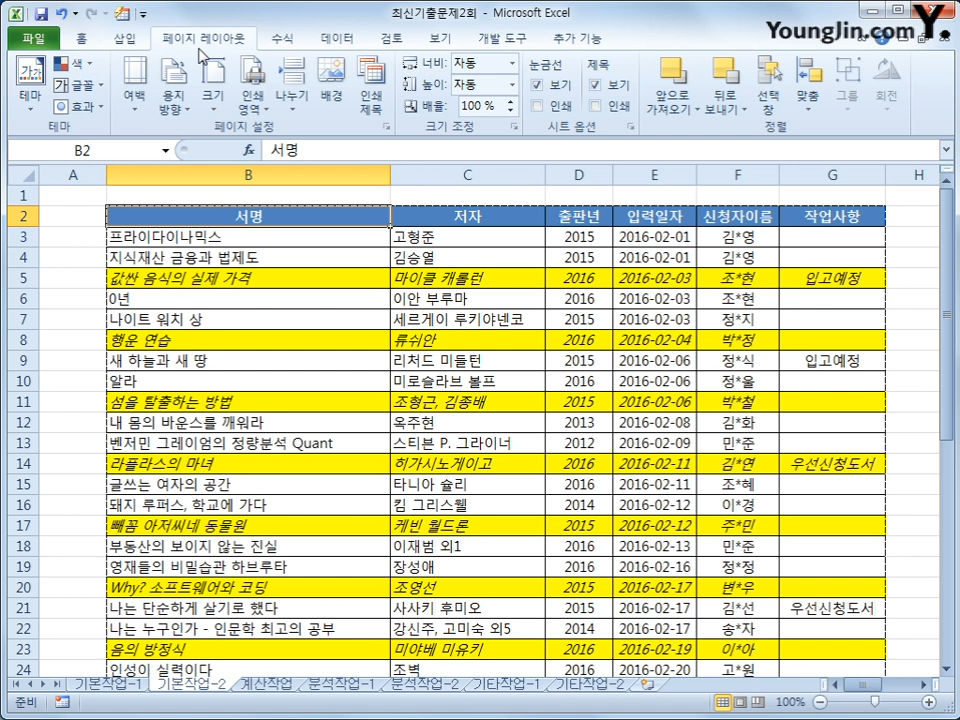 최신기출문제2회 - Microsoft Excel
Younglin.com Y.
파일 홈 삽입 페이지 레이아웃 수식 데이터 검토 보기 개발 도구 추가 기능
테마 색 글꼴 효과 여백 용지 방향 크기 인쇄 영역 나누기 배경 인쇄 제목 너비: 자동 높이: 자동 배율: 100 % 눈금선 보기 인쇄 제목 보기 인쇄 앞으로 가져오기 뒤로 보내기 선택 창 맞춤 그룹 회전
테마 페이지 설정 크기 조정 시트 옵션 정렬
B2 fx 서명
A B C D E F G H
1
2 서명 저자 출판년 입력일자 신청자이름 작업사항
3 프라이다이나믹스 고형준 2015 2016-02-01 김*영
4 지식재산 금융과 법제도 김승열 2015 2016-02-01 김*영
5 값싼 음식의 실제 가격 마이클 캐롤런 2016 2016-02-03 조*현 입고예정
6 0년 이안 부루마 2016 2016-02-03 조*현
7 나이트 워치 상 세르게이 루키야넨코 2015 2016-02-03 정*지
8 행운 연습 류쉬안 2016 2016-02-04 박*정
9 새 하늘과 새 땅 리처드 미들턴 2015 2016-02-06 정*식 입고예정
10 알라 미로슬라브 볼프 2016 2016-02-06 정*울
11 섬을 탈출하는 방법 조형근, 김종배 2015 2016-02-06 박*철
12 내 몸의 바운스를 깨워라 옥주현 2013 2016-02-08 김*화
13 벤저민 그레이엄의 정량분석 Quant 스티븐 P. 그라이너 2012 2016-02-09 민*준
14 라플라스의 마녀 히가시노게이고 2016 2016-02-11 김*연 우선신청도서
15 글쓰는 여자의 공간 타니아 슐리 2016 2016-02-11 조*혜
16 돼지 루퍼스, 학교에 가다 킴 그리스웰 2014 2016-02-12 이*경
17 빼꼼 아저씨네 동물원 케빈 월드론 2015 2016-02-12 주*민
18 부동산의 보이지 않는 진실 이재범 외1 2016 2016-02-13 민*준
19 영재들의 비밀습관 하브루타 장성애 2016 2016-02-16 정*정
20 Why? 소프트웨어와 코딩 조영선 2015 2016-02-17 변*우
21 나는 단순하게 살기로 했다 사사키 후미오 2015 2016-02-17 김*선 우선신청도서
22 나는 누구인가 - 인문학 최고의 공부 강신주, 고미숙 외5 2014 2016-02-17 송*자
23 음의 방정식 미야베 미유키 2016 2016-02-19 이*아
24 인성이 실력이다 조벽 2016 2016-02-20 고*원
기본작업-1 기본작업-2 계산작업 분석작업-1 분석작업-2 기타작업-1 기타작업-2
준비 100%